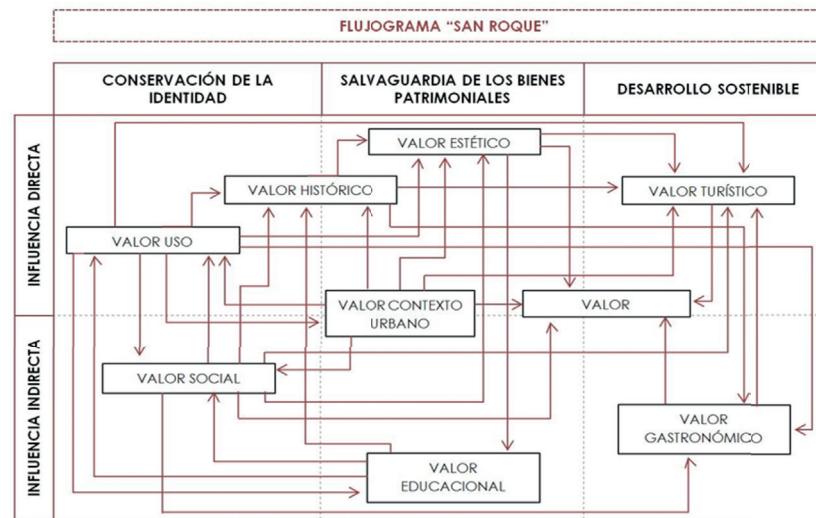 FLUJOGRAMA “SAN ROQUE”
CONSERVACIÓN DE LA
IDENTIDAD
SALVAGUARDIA DE LOS BIENES
PATRIMONIALES
DESARROLLO SOSTENIBLE
INFLUENCIA DIRECTA
VALOR ESTÉTICO
VALOR HISTÓRICO
VALOR TURÍSTICO
VALOR USO
VALOR CONTEXTO
URBANO
VALOR
INFLUENCIA INDIRECTA
VALOR SOCIAL
VALOR
GASTRONÓMICO
VALOR
EDUCACIONAL